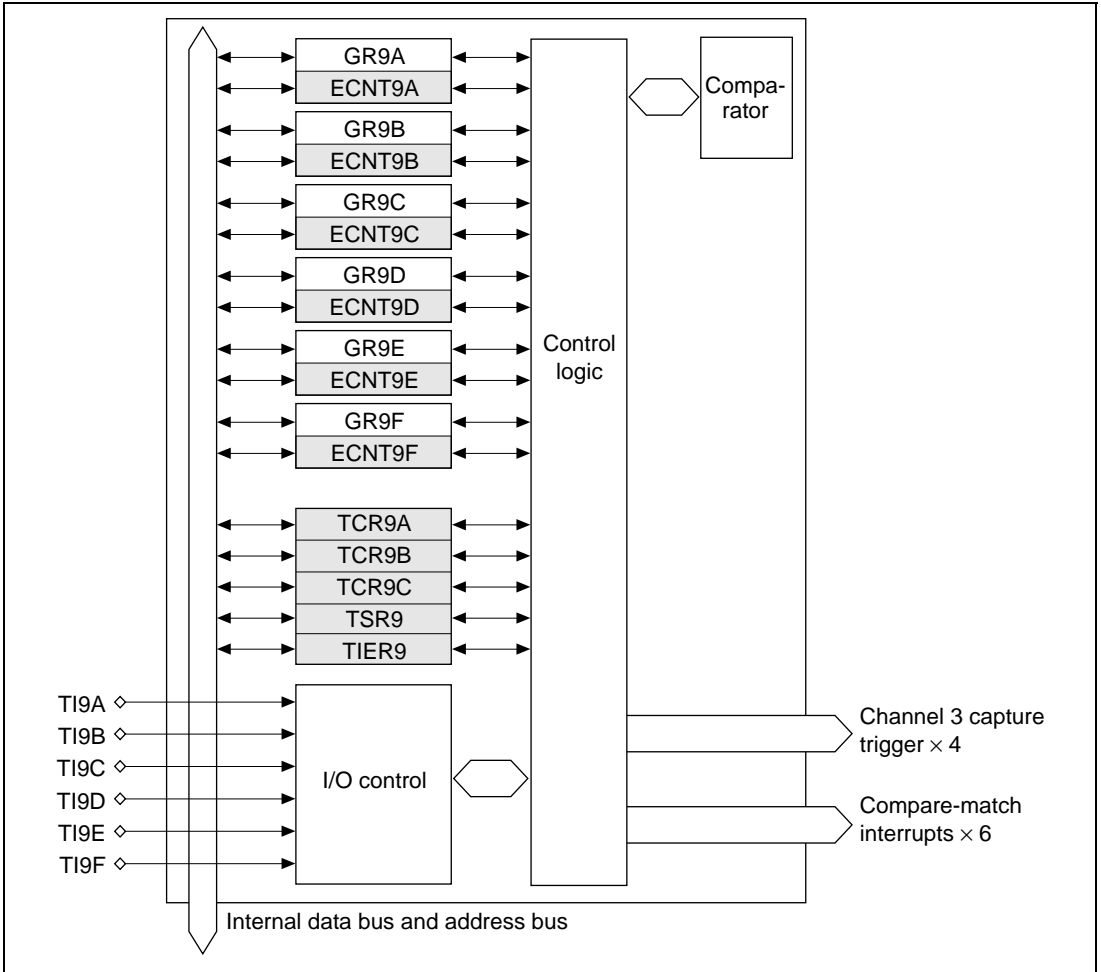 GR9A
ECNT9A
GR9B
ECNT9B
GR9C
ECNT9C
GR9D
ECNT9D
GR9E
ECNT9E
GR9F
ECNT9F
TCR9A
TCR9B
TCR9C
TSR9
TIER9
Control
logic
Compa-
rator
TI9A
TI9B
TI9C
TI9D
TI9E
TI9F
I/O control
Channel 3 capture
trigger × 4
Compare-match
interrupts × 6
Internal data bus and address bus